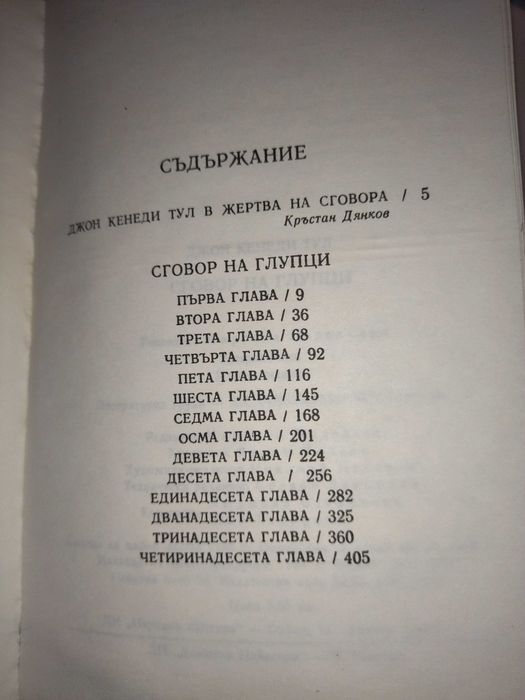 СЪДЪРЖАНИЕ
ДЖОН КЕНЕДИ ТУЛ В ЖЕРТВА НА СГОВОРА / 5
Кръстан Дянков
СГОВОР НА ГЛУПЦИ
ПЪРВА ГЛАВА / 9
ВТОРА ГЛАВА / 36
ТРЕТА ГЛАВА / 68
ЧЕТВЪРТА ГЛАВА / 92
ПЕТА ГЛАВА / 116
ШЕСТА ГЛАВА / 145
СЕДМА ГЛАВА / 168
ОСМА ГЛАВА / 201
ДЕВЕТА ГЛАВА / 224
ДЕСЕТА ГЛАВА / 256
ЕДИНАДЕСЕТА ГЛАВА / 282
ДВАНАДЕСЕТА ГЛАВА / 325
ТРИНАДЕСЕТА ГЛАВА / 360
ЧЕТИРИНАДЕСЕТА ГЛАВА / 405